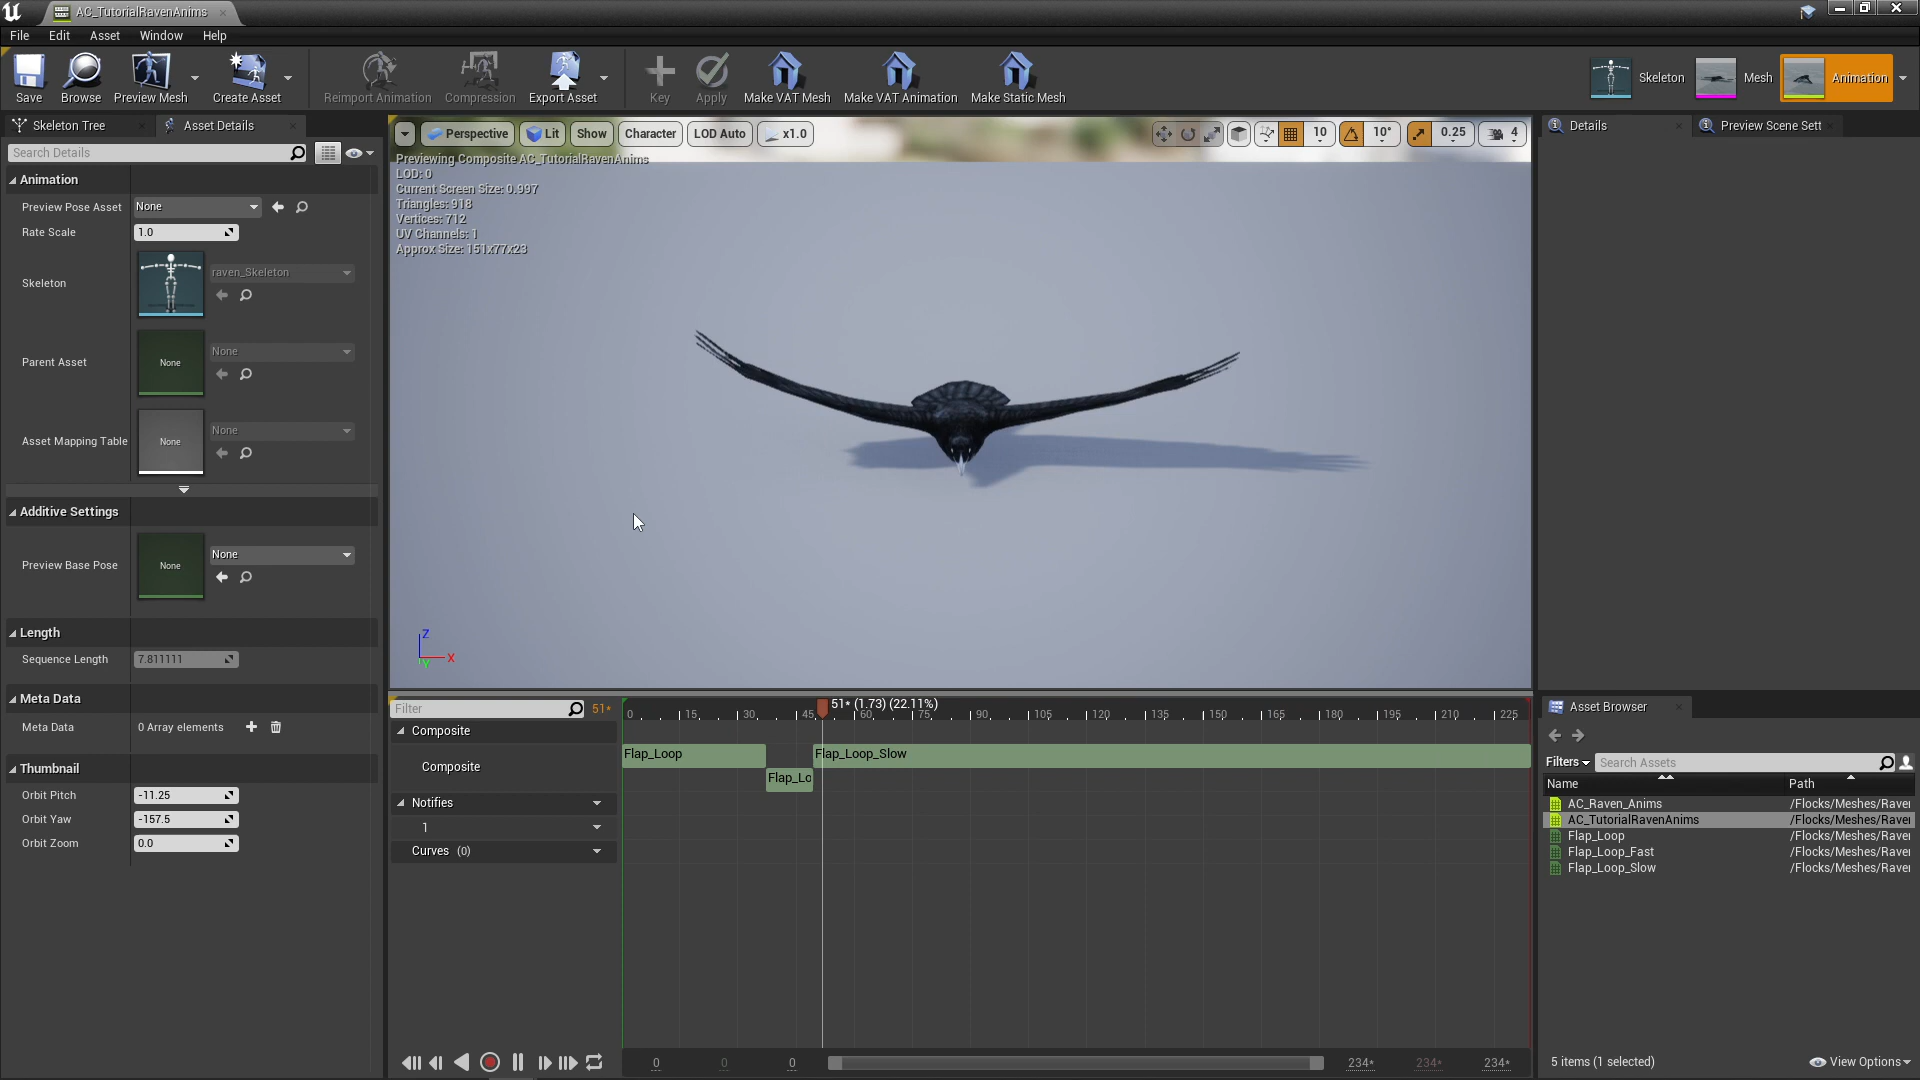 AC_TutorialRavenAnims
File Edit Asset Window Help
Save
Browse
Preview Mesh
Create Asset
Reimport Animation
Compression
Export Asset
Key
Apply
Make VAT Mesh
Make VAT Animation
Make Static Mesh
Skeleton
Mesh
Animation
Skeleton Tree
Asset Details
Search Details
Animation
Preview Pose Asset None
Rate Scale 1.0
Skeleton raven_Skeleton
Parent Asset None None
Asset Mapping Table None None
Additive Settings
Preview Base Pose None None
Length
Sequence Length 7.811111
Meta Data
Meta Data 0 Array elements
Thumbnail
Orbit Pitch -11.25
Orbit Yaw -157.5
Orbit Zoom 0.0
Perspective Lit Show Character LOD Auto x1.0
10 10° 0.25 4
Previewing Composite AC_TutorialRavenAnims
LOD: 0
Current Screen Size: 0.997
Triangles: 918
Vertices: 712
UV Channels: 1
Approx Size: 151x77x23
Z
X
Y
Filter 51*
51* (1.73) (22.11%)
0 15 30 45 60 75 90 105 120 135 150 165 180 195 210 225
Composite
Composite
Flap_Loop
Flap_Lo
Flap_Loop_Slow
Notifies
1
Curves (0)
0 0 0 234* 234* 234*
Details
Preview Scene Sett
Asset Browser
Filters Search Assets
Name Path
AC_Raven_Anims /Flocks/Meshes/Raver
AC_TutorialRavenAnims /Flocks/Meshes/Raver
Flap_Loop /Flocks/Meshes/Raver
Flap_Loop_Fast /Flocks/Meshes/Raver
Flap_Loop_Slow /Flocks/Meshes/Raver
5 items (1 selected) View Options